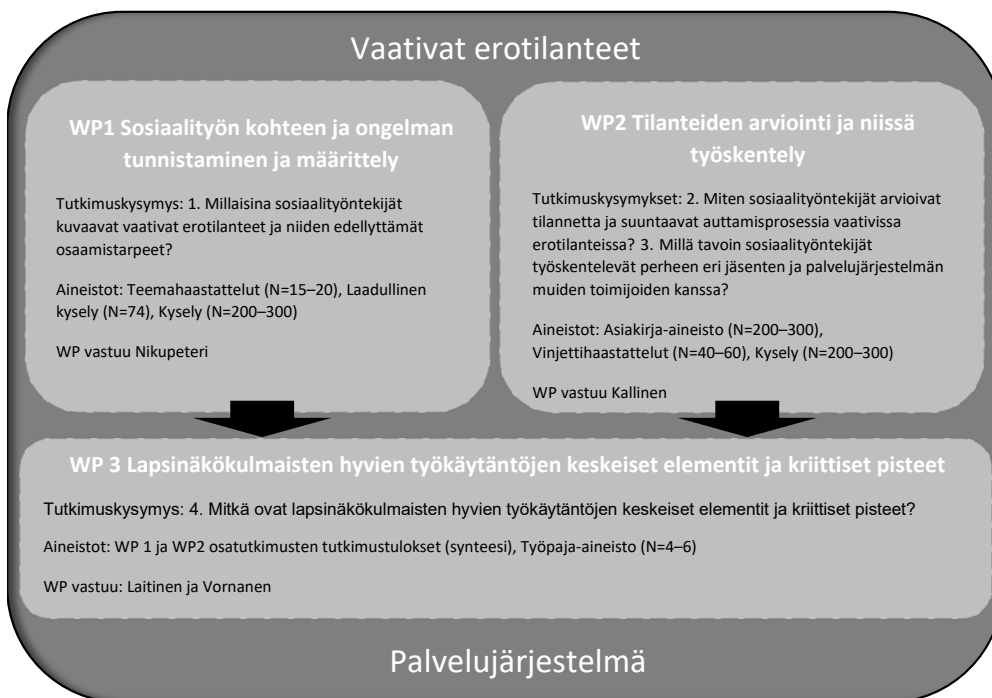 Vaativat erotilanteet
WP1 Sosiaalityön kohteen ja ongelman
tunnistaminen ja määrittely
Tutkimuskysymys: 1. Millaisina sosiaalityöntekijät
kuvaavat vaativat erotilanteet ja niiden edellyttämät
osaamistarpeet?
Aineistot: Teemahaastattelut (N=15–20), Laadullinen
kysely (N=74), Kysely (N=200–300)
WP vastuu Nikupeteri
WP2 Tilanteiden arviointi ja niissä
työskentely
Tutkimuskysymykset: 2. Miten sosiaalityöntekijät arvioivat
tilannetta ja suuntaavat auttamisprosessia vaativissa
erotilanteissa? 3. Millä tavoin sosiaalityöntekijät
työskentelevät perheen eri jäsenten ja palvelujärjestelmän
muiden toimijoiden kanssa?
Aineistot: Asiakirja-aineisto (N=200–300),
Vinjettihaastattelut (N=40–60), Kysely (N=200–300)
WP vastuu Kallinen
WP 3 Lapsinäkökulmaisten hyvien työkäytäntöjen keskeiset elementit ja kriittiset pisteet
Tutkimuskysymys: 4. Mitkä ovat lapsinäkökulmaisten hyvien työkäytäntöjen keskeiset elementit ja kriittiset pisteet?
Aineistot: WP 1 ja WP2 osatutkimusten tutkimustulokset (synteesi), Työpaja-aineisto (N=4–6)
WP vastuu: Laitinen ja Vornanen
Palvelujärjestelmä